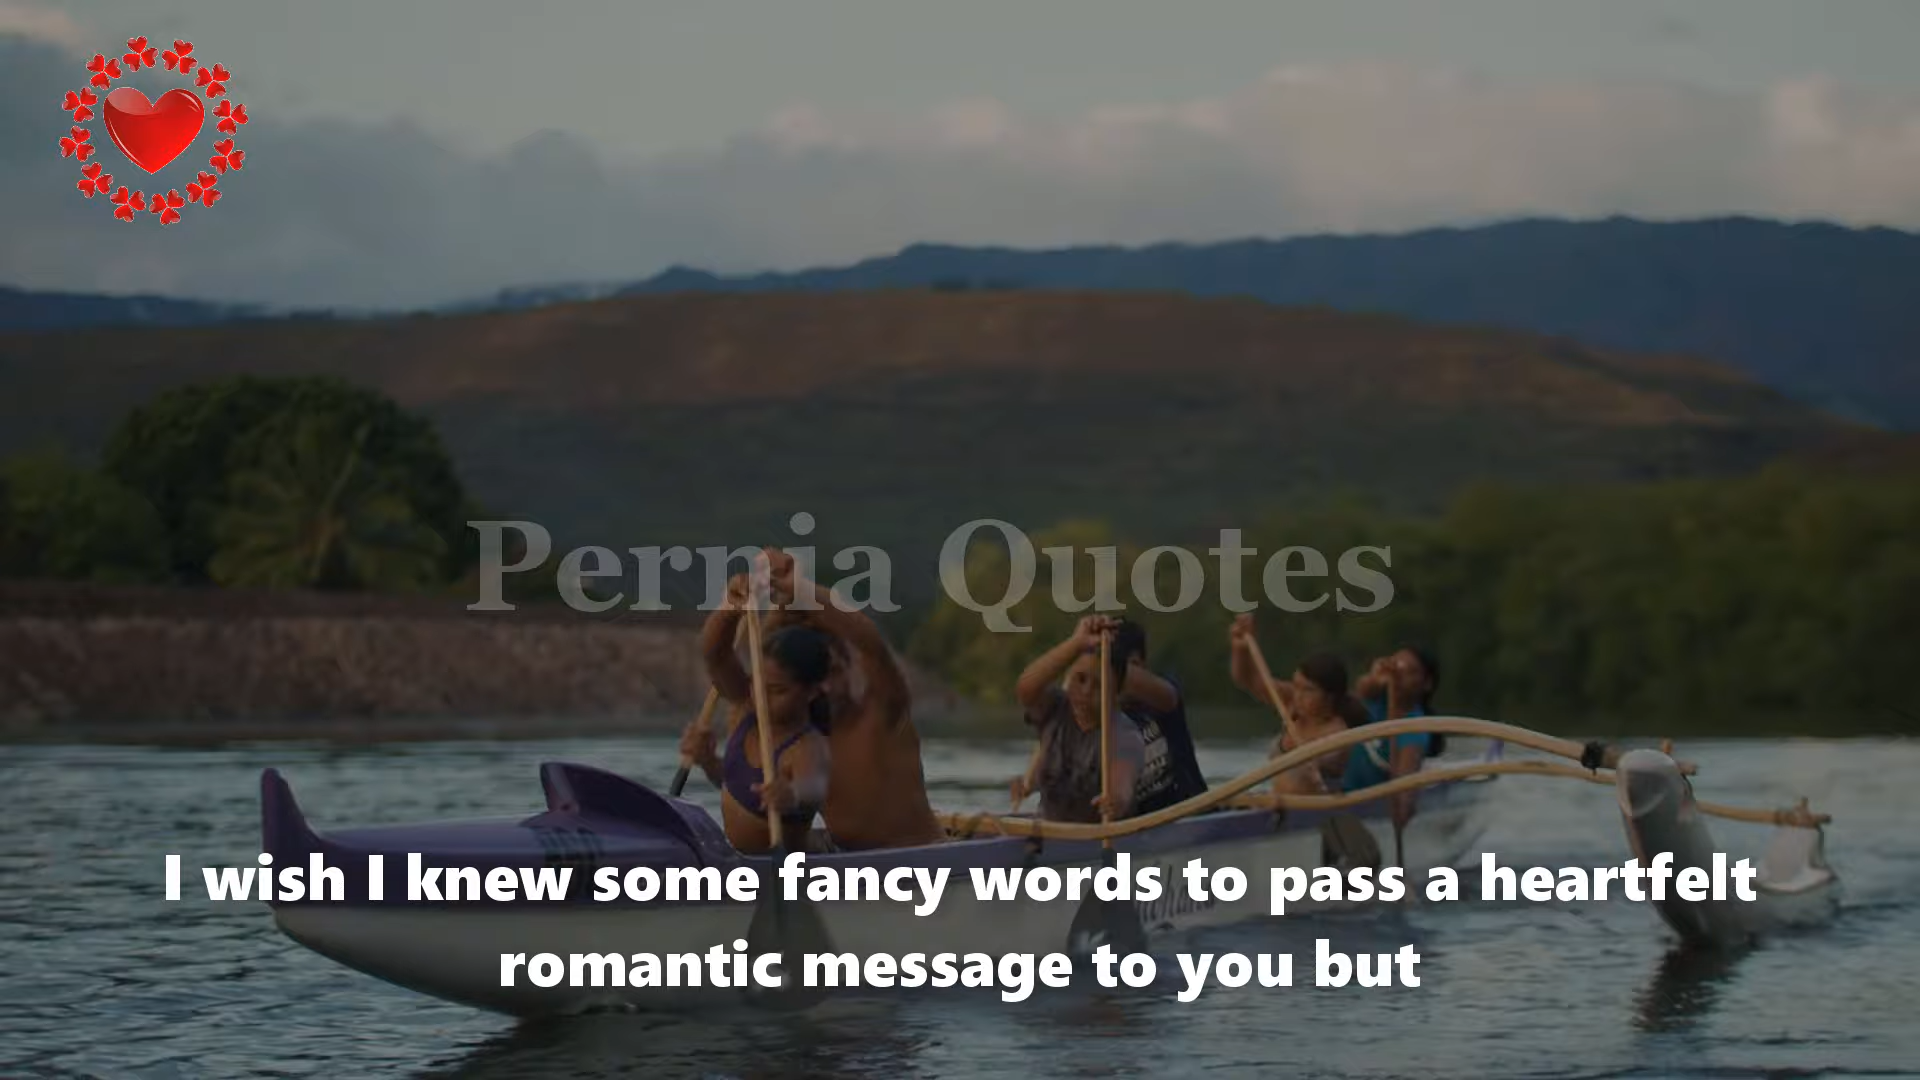 Pernia Quotes
I wish I knew some fancy words to pass a heartfelt
romantic message to you but